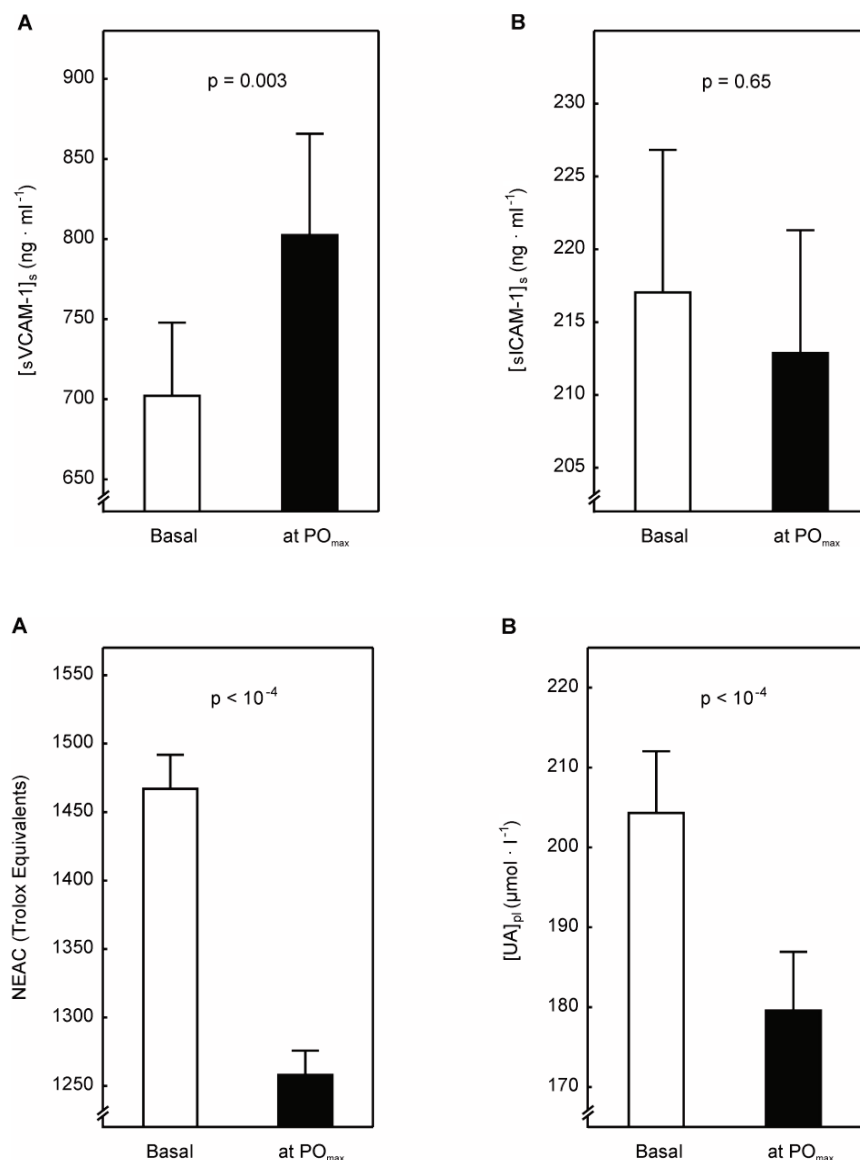 A
p = 0.003
[sVCAM-1]s (ng · ml-1)
900
850
800
750
700
650
Basal
at POmax
B
p = 0.65
[sICAM-1]s (ng · ml-1)
230
225
220
215
210
205
Basal
at POmax
A
p < 10-4
NEAC (Trolox Equivalents)
1550
1500
1450
1400
1350
1300
1250
Basal
at POmax
B
p < 10-4
[UA]pl (µmol · l-1)
220
210
200
190
180
170
Basal
at POmax